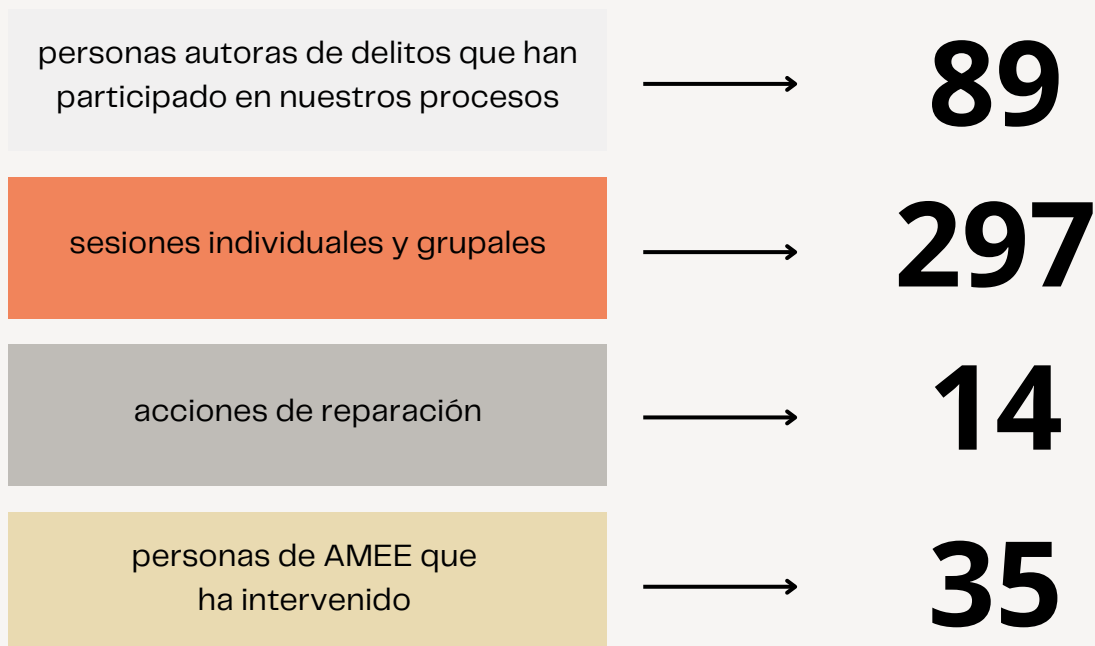 personas autoras de delitos que han
participado en nuestros procesos
89
sesiones individuales y grupales
297
acciones de reparación
14
personas de AMEE que
ha intervenido
35